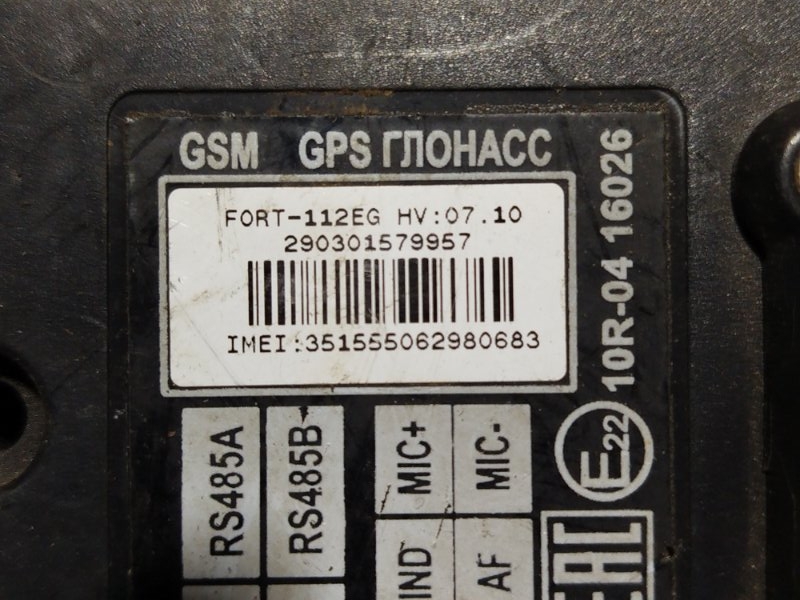 GSM GPS ГЛОНАСС
FORT-112EG HV:07.10
290301579957
IMEI:351555062980683
10R-04 16026
E22
RS485A
RS485B
MIC+
MIC-
AF
EAC